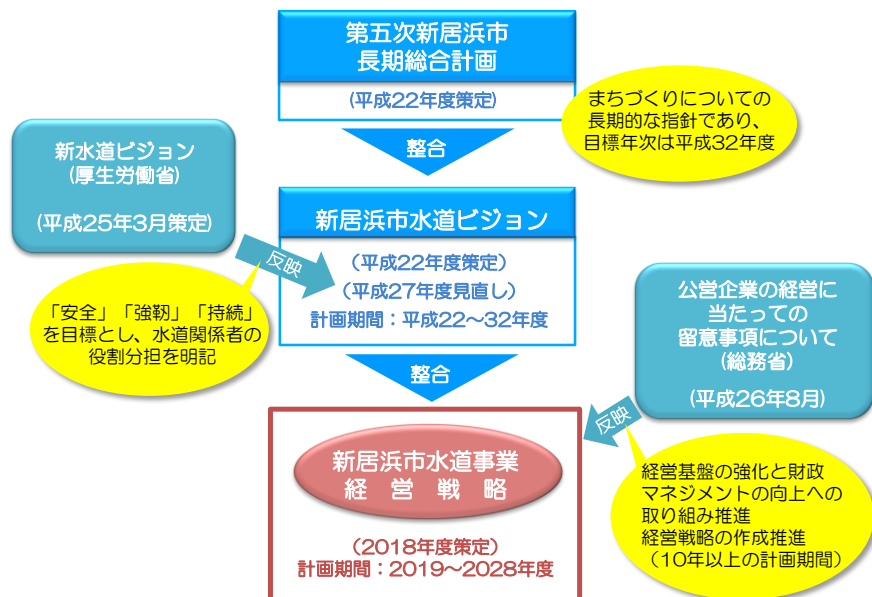 第五次新居浜市
長期総合計画
(平成22年度策定)
まちづくりについての
長期的な指針であり、
目標年次は平成32年度
整合
新水道ビジョン
(厚生労働省)
(平成25年3月策定)
反映
「安全」「強靭」「持続」
を目標とし、水道関係者の
役割分担を明記
新居浜市水道ビジョン
(平成22年度策定)
(平成27年度見直し)
計画期間:平成22～32年度
公営企業の経営に
当たっての
留意事項について
(総務省)
(平成26年8月)
整合
反映
経営基盤の強化と財政
マネジメントの向上への
取り組み推進
経営戦略の作成推進
(10年以上の計画期間)
新居浜市水道事業
経 営 戦 略
(2018年度策定)
計画期間:2019～2028年度